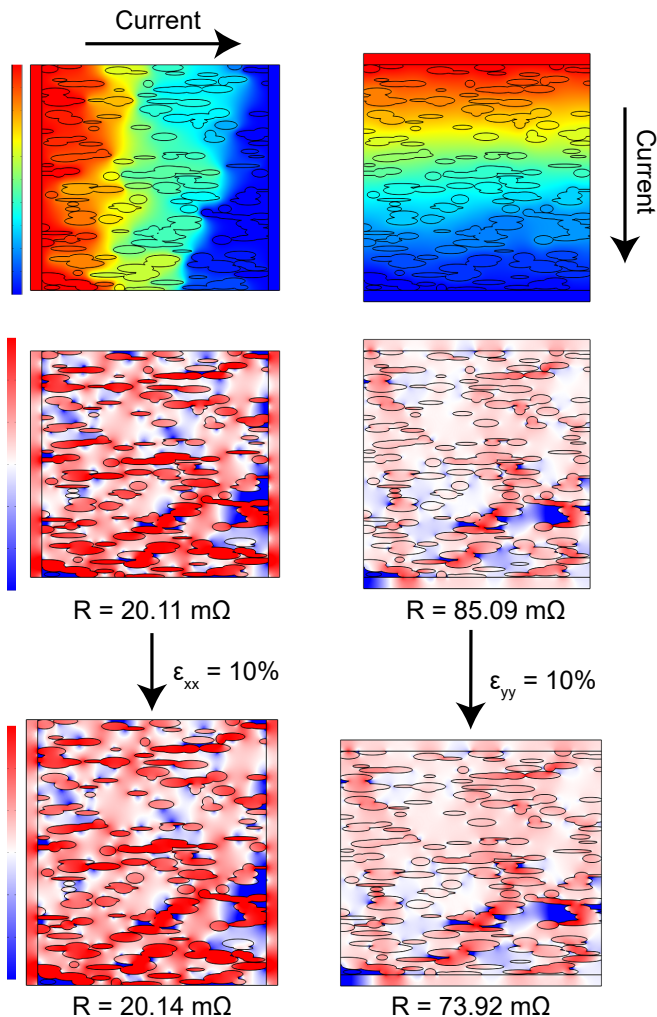 Current
Current
R = 20.11 mΩ
R = 85.09 mΩ
εxx = 10%
εyy = 10%
R = 20.14 mΩ
R = 73.92 mΩ